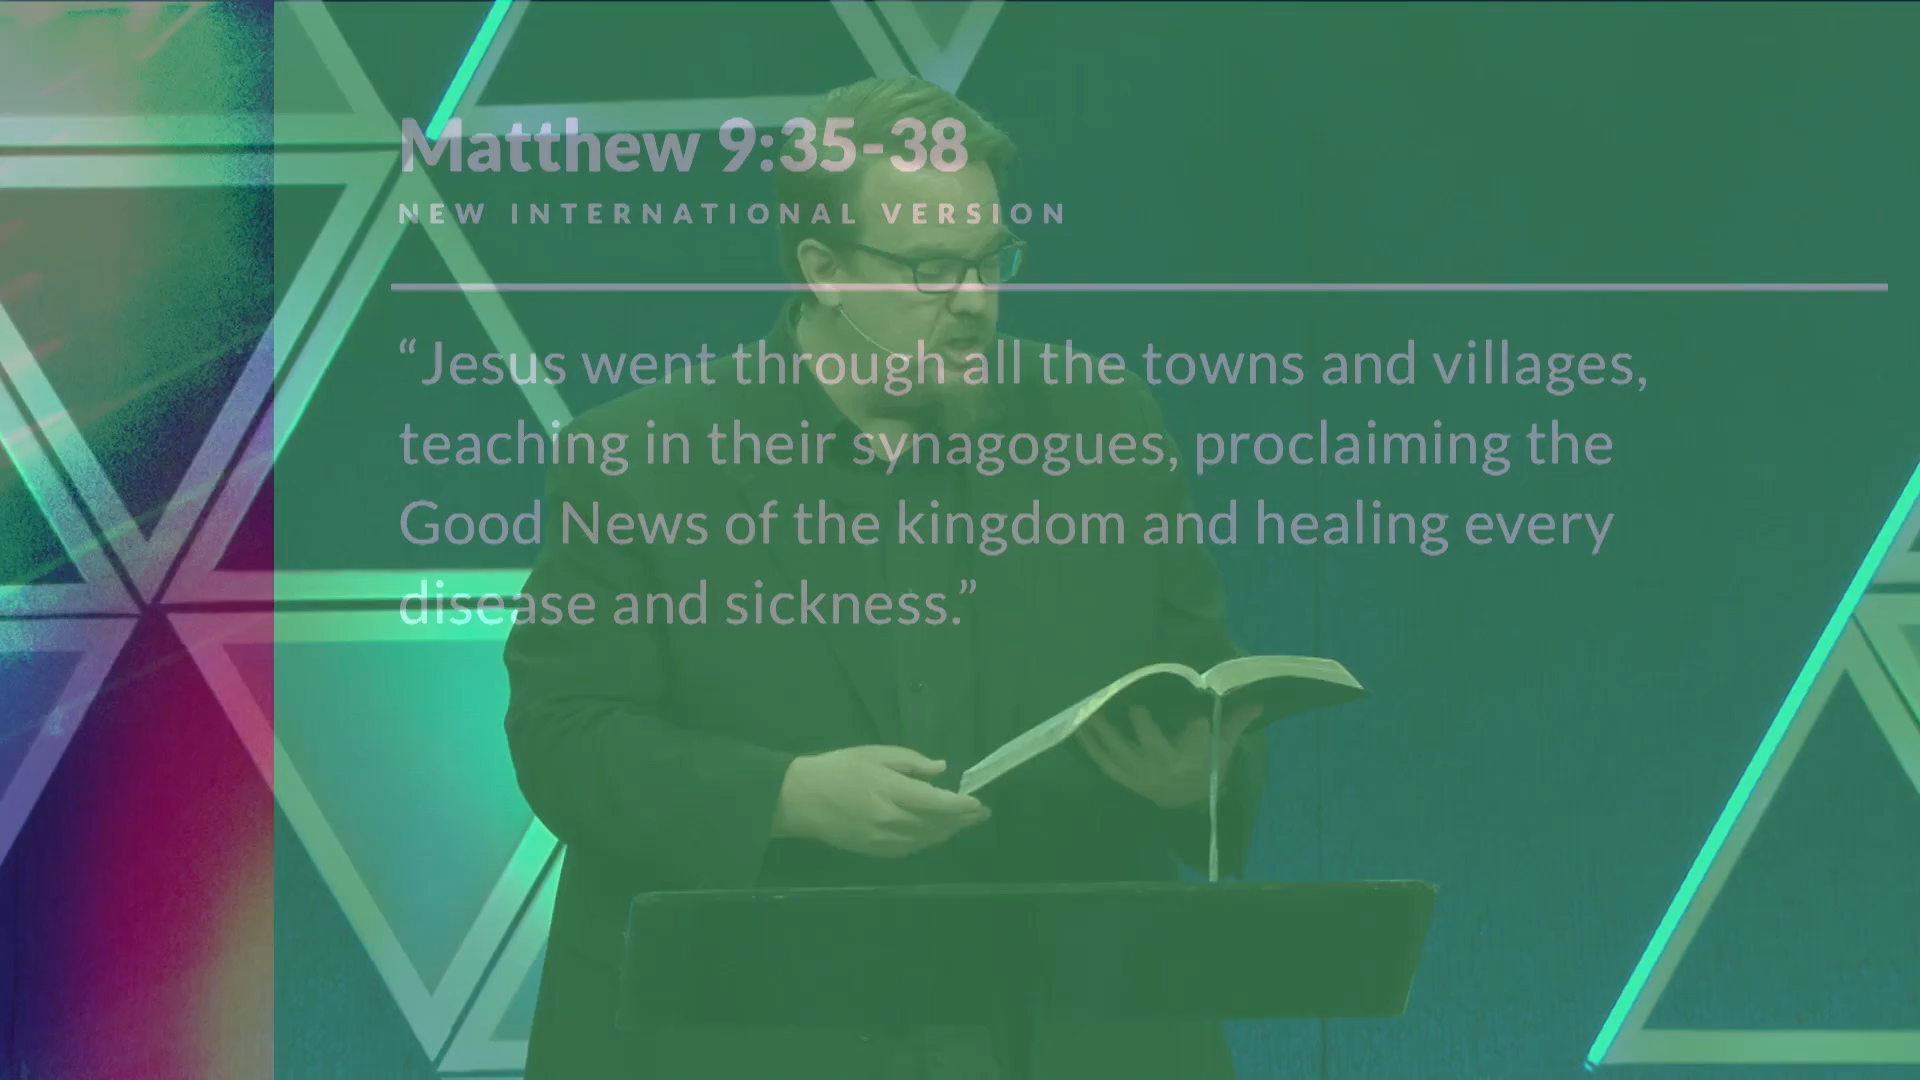 Matthew 9:35-38
NEW INTERNATIONAL VERSION
“Jesus went through all the towns and villages,
teaching in their synagogues, proclaiming the
Good News of the kingdom and healing every
disease and sickness.”